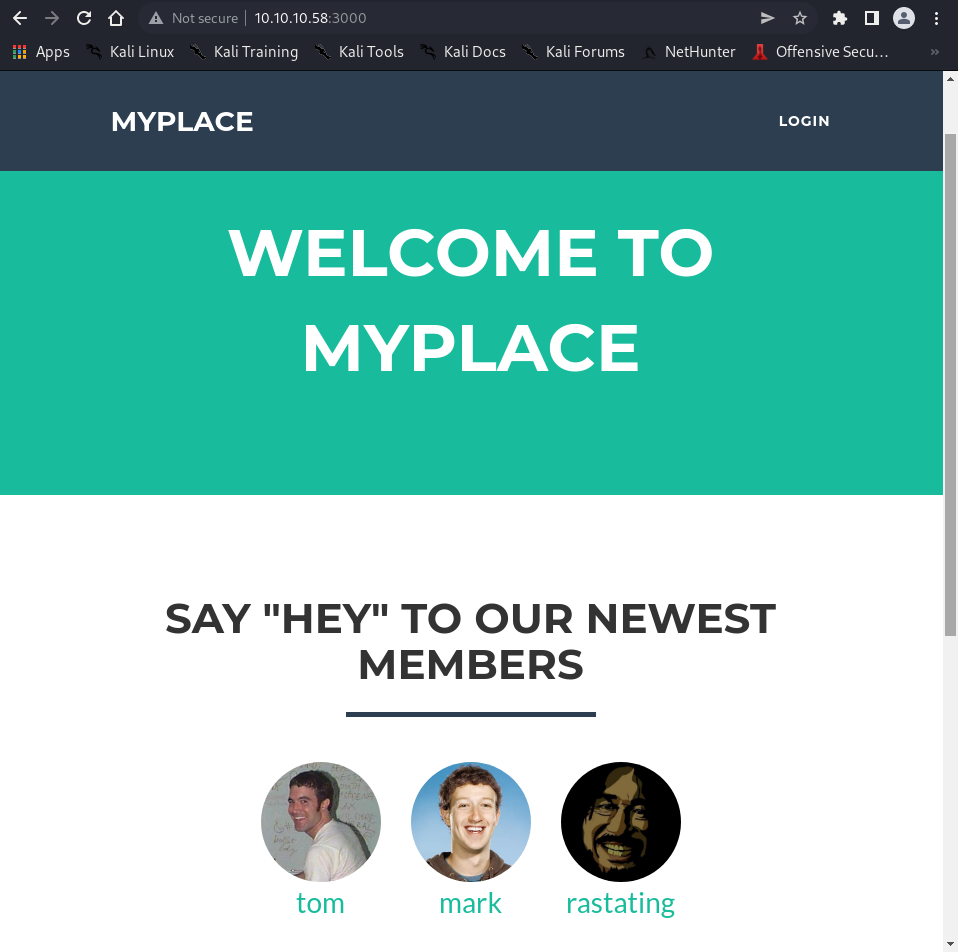 Not secure 10.10.10.58:3000
Apps Kali Linux Kali Training Kali Tools Kali Docs Kali Forums NetHunter Offensive Secu… »
MYPLACE LOGIN
WELCOME TO
MYPLACE
SAY "HEY" TO OUR NEWEST
MEMBERS
tom mark rastating